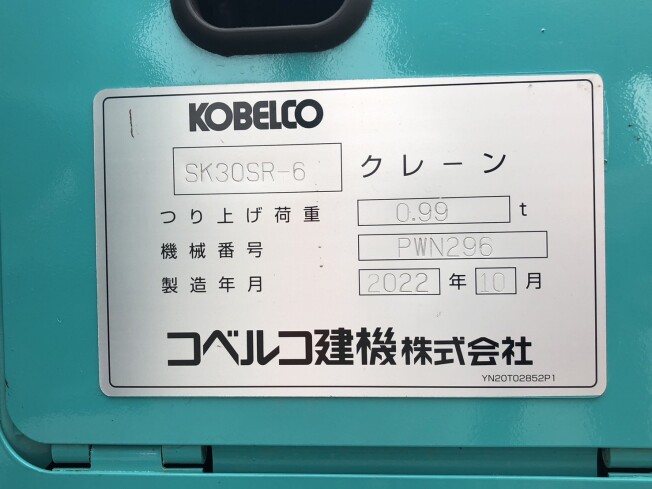 KOBELCO
SK30SR-6 クレーン
つり上げ荷重 0.99 t
機械番号 PWN296
製造年月 2022 年 10 月
コベルコ建機株式会社
YN20T02852P1